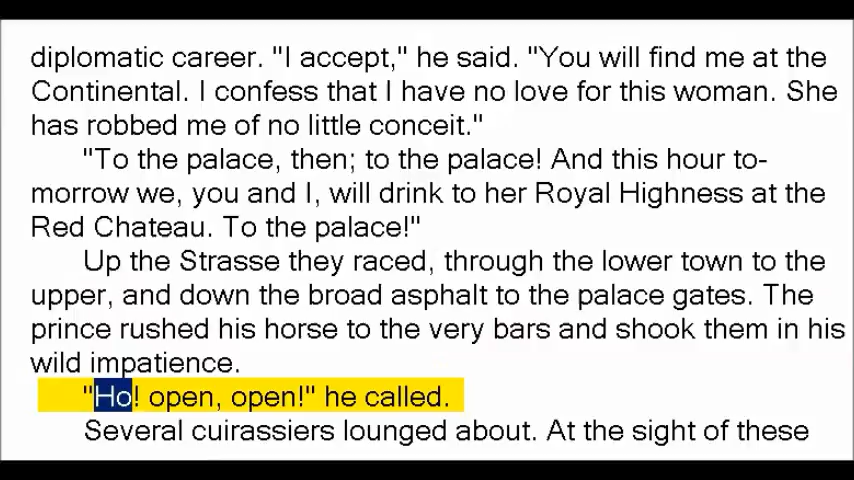 diplomatic career. "I accept," he said. "You will find me at the
Continental. I confess that I have no love for this woman. She
has robbed me of no little conceit."
"To the palace, then; to the palace! And this hour to-
morrow we, you and I, will drink to her Royal Highness at the
Red Chateau. To the palace!"
Up the Strasse they raced, through the lower town to the
upper, and down the broad asphalt to the palace gates. The
prince rushed his horse to the very bars and shook them in his
wild impatience.
"Ho! open, open!" he called.
Several cuirassiers lounged about. At the sight of these